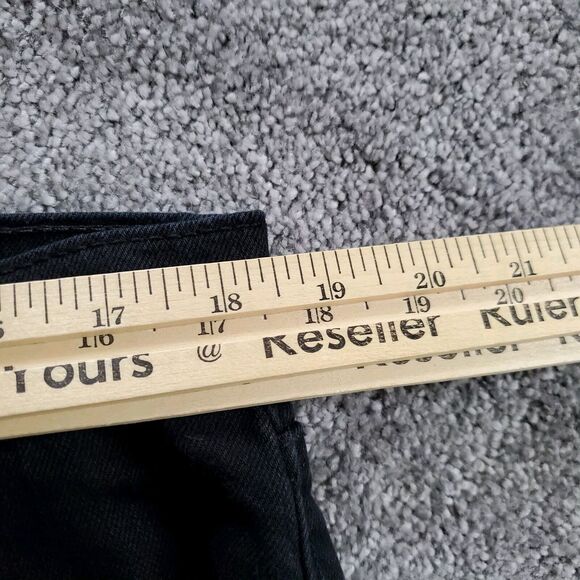 17 18 19 20 21
16 17 18 19 20
Yours @ Reseller Ruler
Reseller